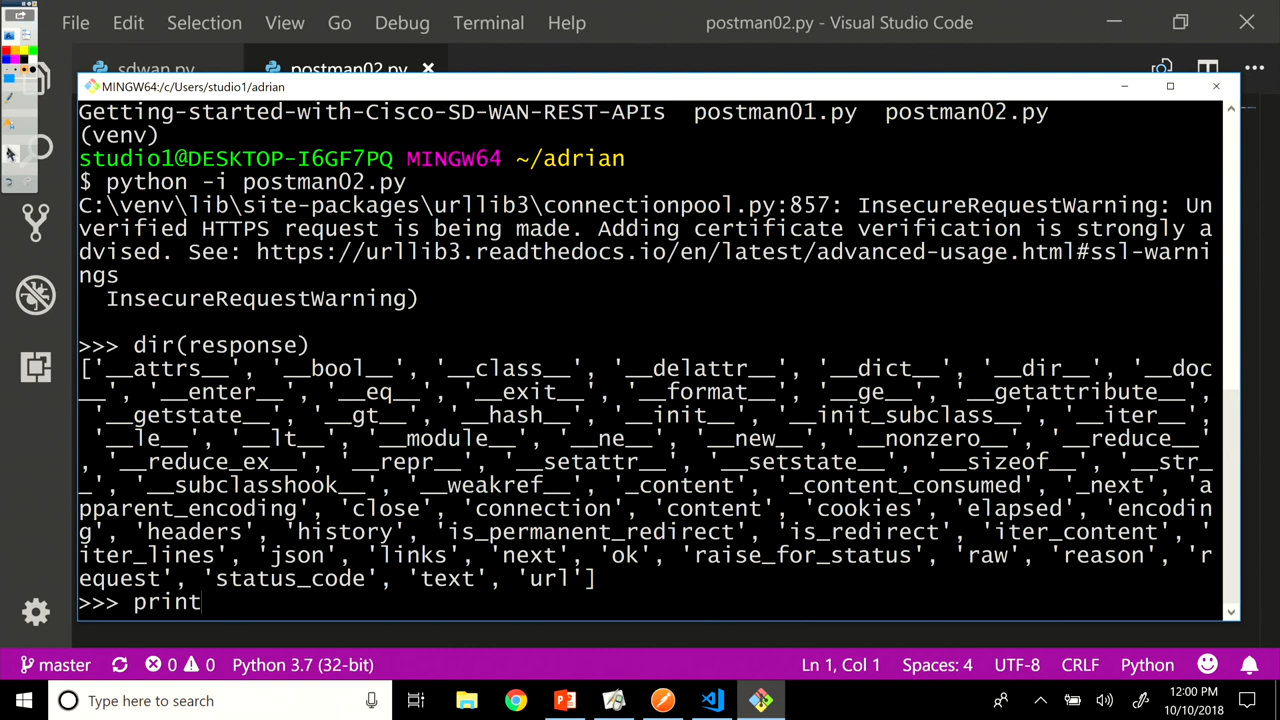 File Edit Selection View Go Debug Terminal Help postman02.py - Visual Studio Code
sdwan.py postman02.py
MINGW64:/c/Users/studio1/adrian
Getting-started-with-Cisco-SD-WAN-REST-APIs postman01.py postman02.py
(venv)
studio1@DESKTOP-I6GF7PQ MINGW64 ~/adrian
$ python -i postman02.py
C:\venv\lib\site-packages\urllib3\connectionpool.py:857: InsecureRequestWarning: Un
verified HTTPS request is being made. Adding certificate verification is strongly a
dvised. See: https://urllib3.readthedocs.io/en/latest/advanced-usage.html#ssl-warni
ngs
InsecureRequestWarning)
>>> dir(response)
['__attrs__', '__bool__', '__class__', '__delattr__', '__dict__', '__dir__', '__doc
__', '__enter__', '__eq__', '__exit__', '__format__', '__ge__', '__getattribute__',
'__getstate__', '__gt__', '__hash__', '__init__', '__init_subclass__', '__iter__',
'__le__', '__lt__', '__module__', '__ne__', '__new__', '__nonzero__', '__reduce__'
, '__reduce_ex__', '__repr__', '__setattr__', '__setstate__', '__sizeof__', '__str_
_', '__subclasshook__', '__weakref__', '_content', '_content_consumed', '_next', 'a
pparent_encoding', 'close', 'connection', 'content', 'cookies', 'elapsed', 'encodin
g', 'headers', 'history', 'is_permanent_redirect', 'is_redirect', 'iter_content', '
iter_lines', 'json', 'links', 'next', 'ok', 'raise_for_status', 'raw', 'reason', 'r
equest', 'status_code', 'text', 'url']
>>> print
master 0 0 Python 3.7 (32-bit) Ln 1, Col 1 Spaces: 4 UTF-8 CRLF Python
Type here to search
12:00 PM
10/10/2018